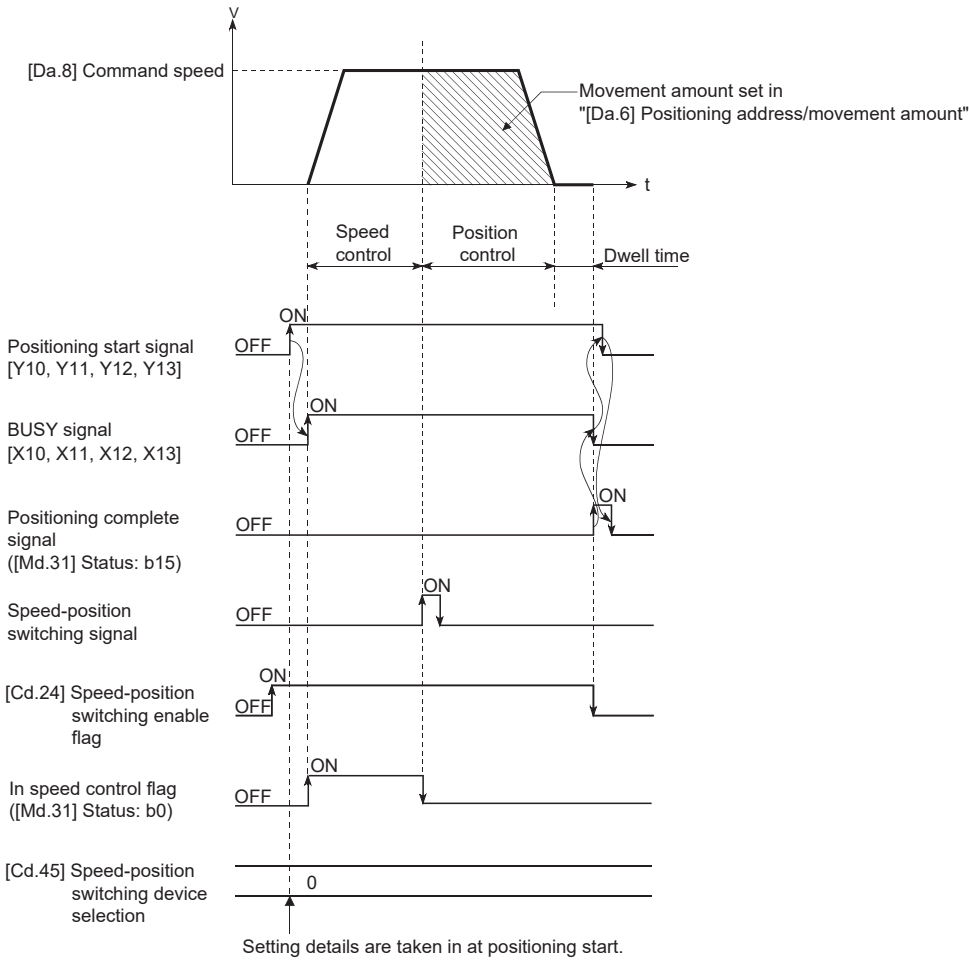 V
[Da.8] Command speed
Movement amount set in
"[Da.6] Positioning address/movement amount"
t
Speed
control
Position
control
Dwell time
ON
Positioning start signal
[Y10, Y11, Y12, Y13]
OFF
ON
BUSY signal
[X10, X11, X12, X13]
OFF
ON
Positioning complete
signal
([Md.31] Status: b15)
OFF
ON
Speed-position
switching signal
OFF
ON
[Cd.24] Speed-position
switching enable
flag
OFF
ON
In speed control flag
([Md.31] Status: b0)
OFF
[Cd.45] Speed-position
switching device
selection
0
Setting details are taken in at positioning start.